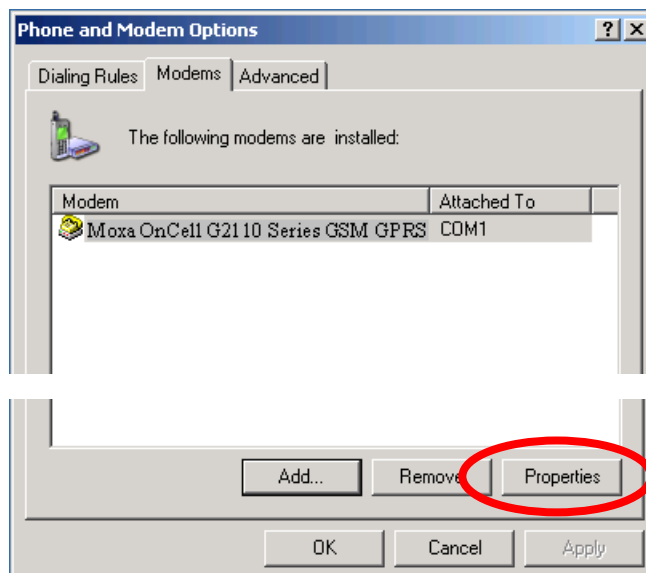 Phone and Modem Options
Dialing Rules Modems Advanced
The following modems are installed:
Modem Attached To
Moxa OnCell G2110 Series GSM GPRS COM1
Add... Remove Properties
OK Cancel Apply